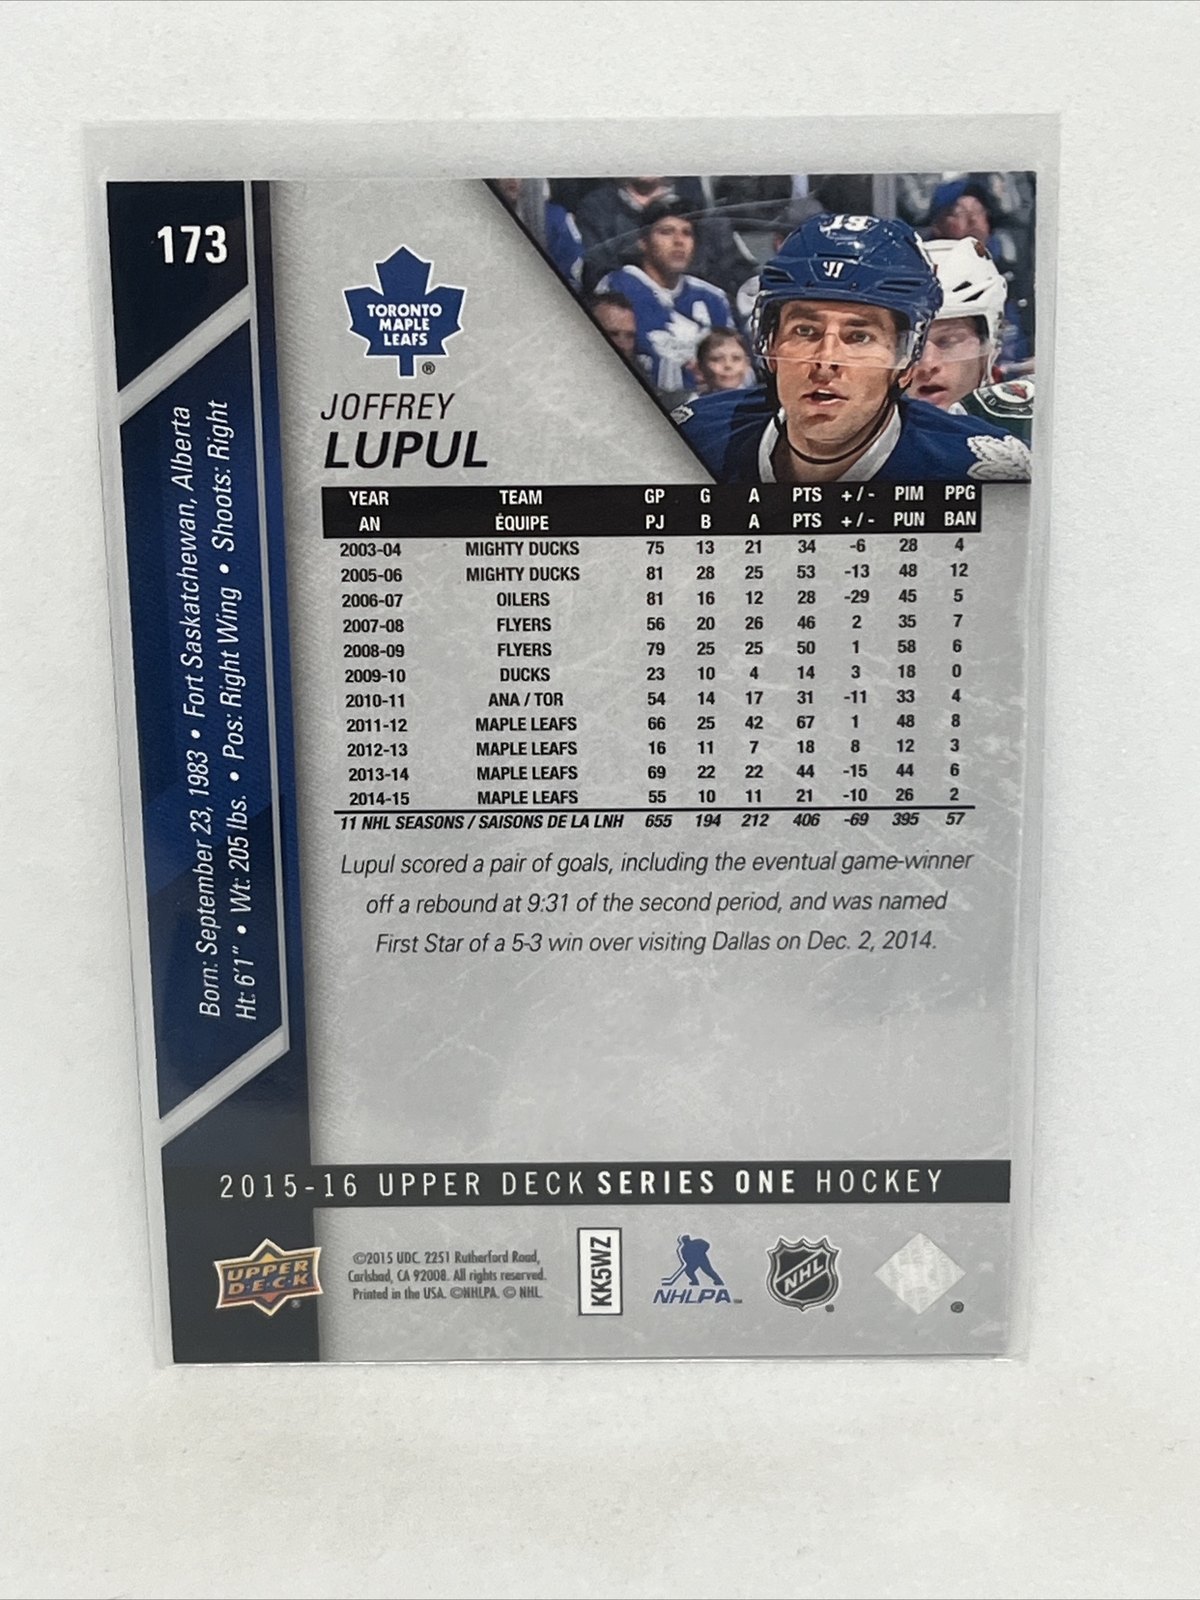 173
TORONTO
MAPLE
LEAFS
®
19
JOFFREY
LUPUL
Born: September 23, 1983 • Fort Saskatchewan, Alberta
Ht: 6'1" • Wt: 205 lbs. • Pos: Right Wing • Shoots: Right
YEAR TEAM GP G A PTS +/- PIM PPG
AN ÉQUIPE PJ B A PTS +/- PUN BAN
2003-04 MIGHTY DUCKS 75 13 21 34 -6 28 4
2005-06 MIGHTY DUCKS 81 28 25 53 -13 48 12
2006-07 OILERS 81 16 12 28 -29 45 5
2007-08 FLYERS 56 20 26 46 2 35 7
2008-09 FLYERS 79 25 25 50 1 58 6
2009-10 DUCKS 23 10 4 14 3 18 0
2010-11 ANA / TOR 54 14 17 31 -11 33 4
2011-12 MAPLE LEAFS 66 25 42 67 1 48 8
2012-13 MAPLE LEAFS 16 11 7 18 8 12 3
2013-14 MAPLE LEAFS 69 22 22 44 -15 44 6
2014-15 MAPLE LEAFS 55 10 11 21 -10 26 2
11 NHL SEASONS / SAISONS DE LA LNH 655 194 212 406 -69 395 57
Lupul scored a pair of goals, including the eventual game-winner
off a rebound at 9:31 of the second period, and was named
First Star of a 5-3 win over visiting Dallas on Dec. 2, 2014.
2015-16 UPPER DECK SERIES ONE HOCKEY
UPPER
DECK
®
©2015 UDC. 2251 Rutherford Road,
Carlsbad, CA 92008. All rights reserved.
Printed in the USA. ©NHLPA. © NHL.
KK5WZ
NHLPA™
NHL
®
®